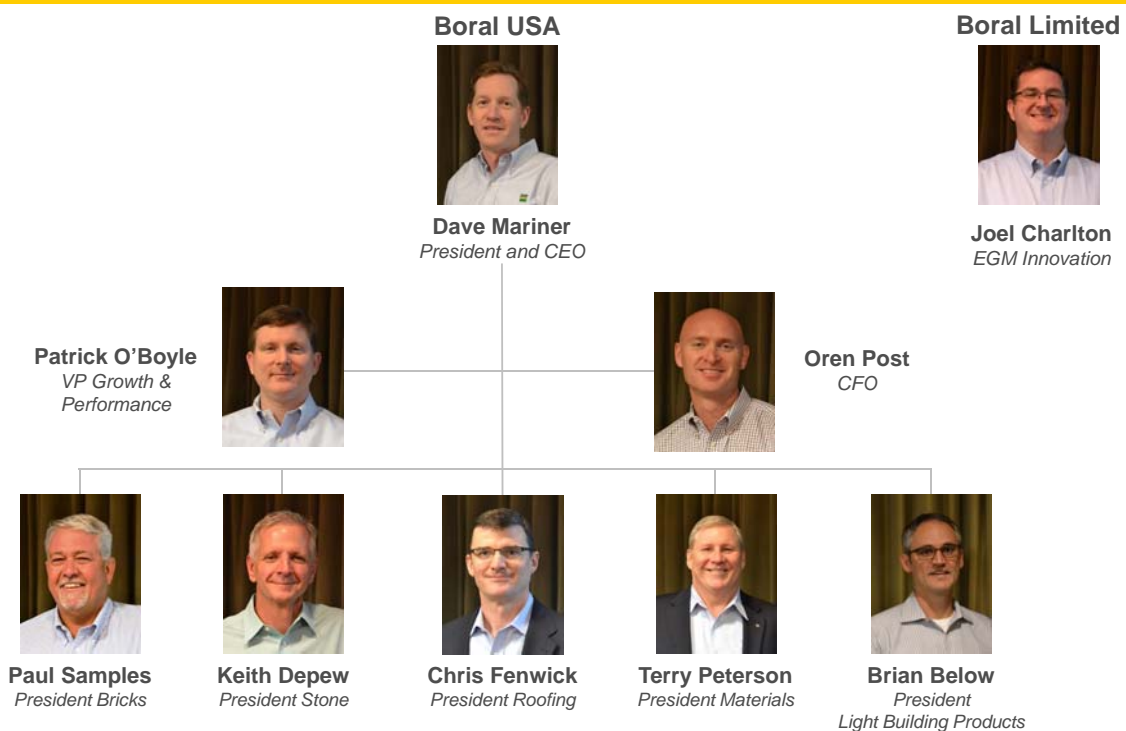 Boral USA
Boral Limited
Dave Mariner
President and CEO
Joel Charlton
EGM Innovation
Patrick O’Boyle
VP Growth &
Performance
Oren Post
CFO
Paul Samples
President Bricks
Keith Depew
President Stone
Chris Fenwick
President Roofing
Terry Peterson
President Materials
Brian Below
President
Light Building Products